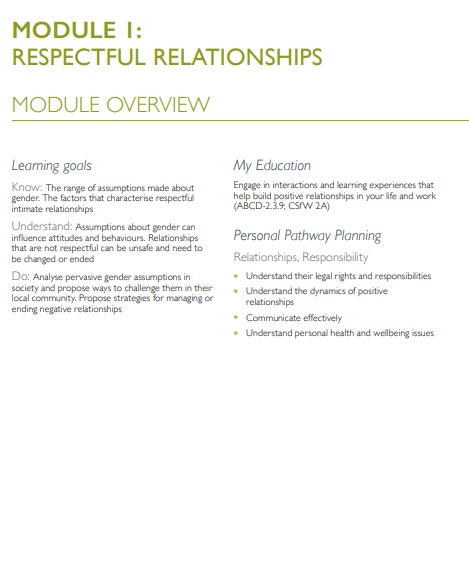 MODULE 1:
RESPECTFUL RELATIONSHIPS
MODULE OVERVIEW
Learning goals
Know: The range of assumptions made about
gender. The factors that characterise respectful
intimate relationships
Understand: Assumptions about gender can
influence attitudes and behaviours. Relationships
that are not respectful can be unsafe and need to
be changed or ended
Do: Analyse pervasive gender assumptions in
society and propose ways to challenge them in their
local community. Propose strategies for managing or
ending negative relationships
My Education
Engage in interactions and learning experiences that
help build positive relationships in your life and work
(ABCD-2.3.9; CSfW 2A)
Personal Pathway Planning
Relationships, Responsibility
• Understand their legal rights and responsibilities
• Understand the dynamics of positive
relationships
• Communicate effectively
• Understand personal health and wellbeing issues